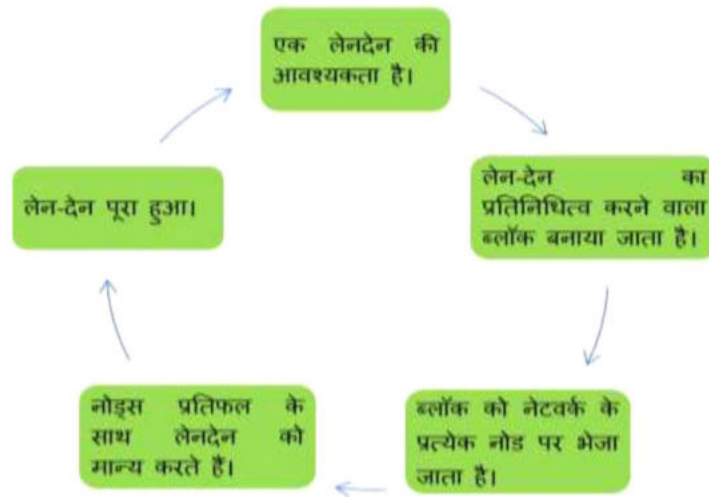 एक लेनदेन की
आवश्यकता है।
लेन-देन का
प्रतिनिधित्व करने वाला
ब्लॉक बनाया जाता है।
ब्लॉक को नेटवर्क के
प्रत्येक नोड पर भेजा
जाता है।
नोड्स प्रतिफल के
साथ लेनदेन को
मान्य करते हैं।
लेन-देन पूरा हुआ।